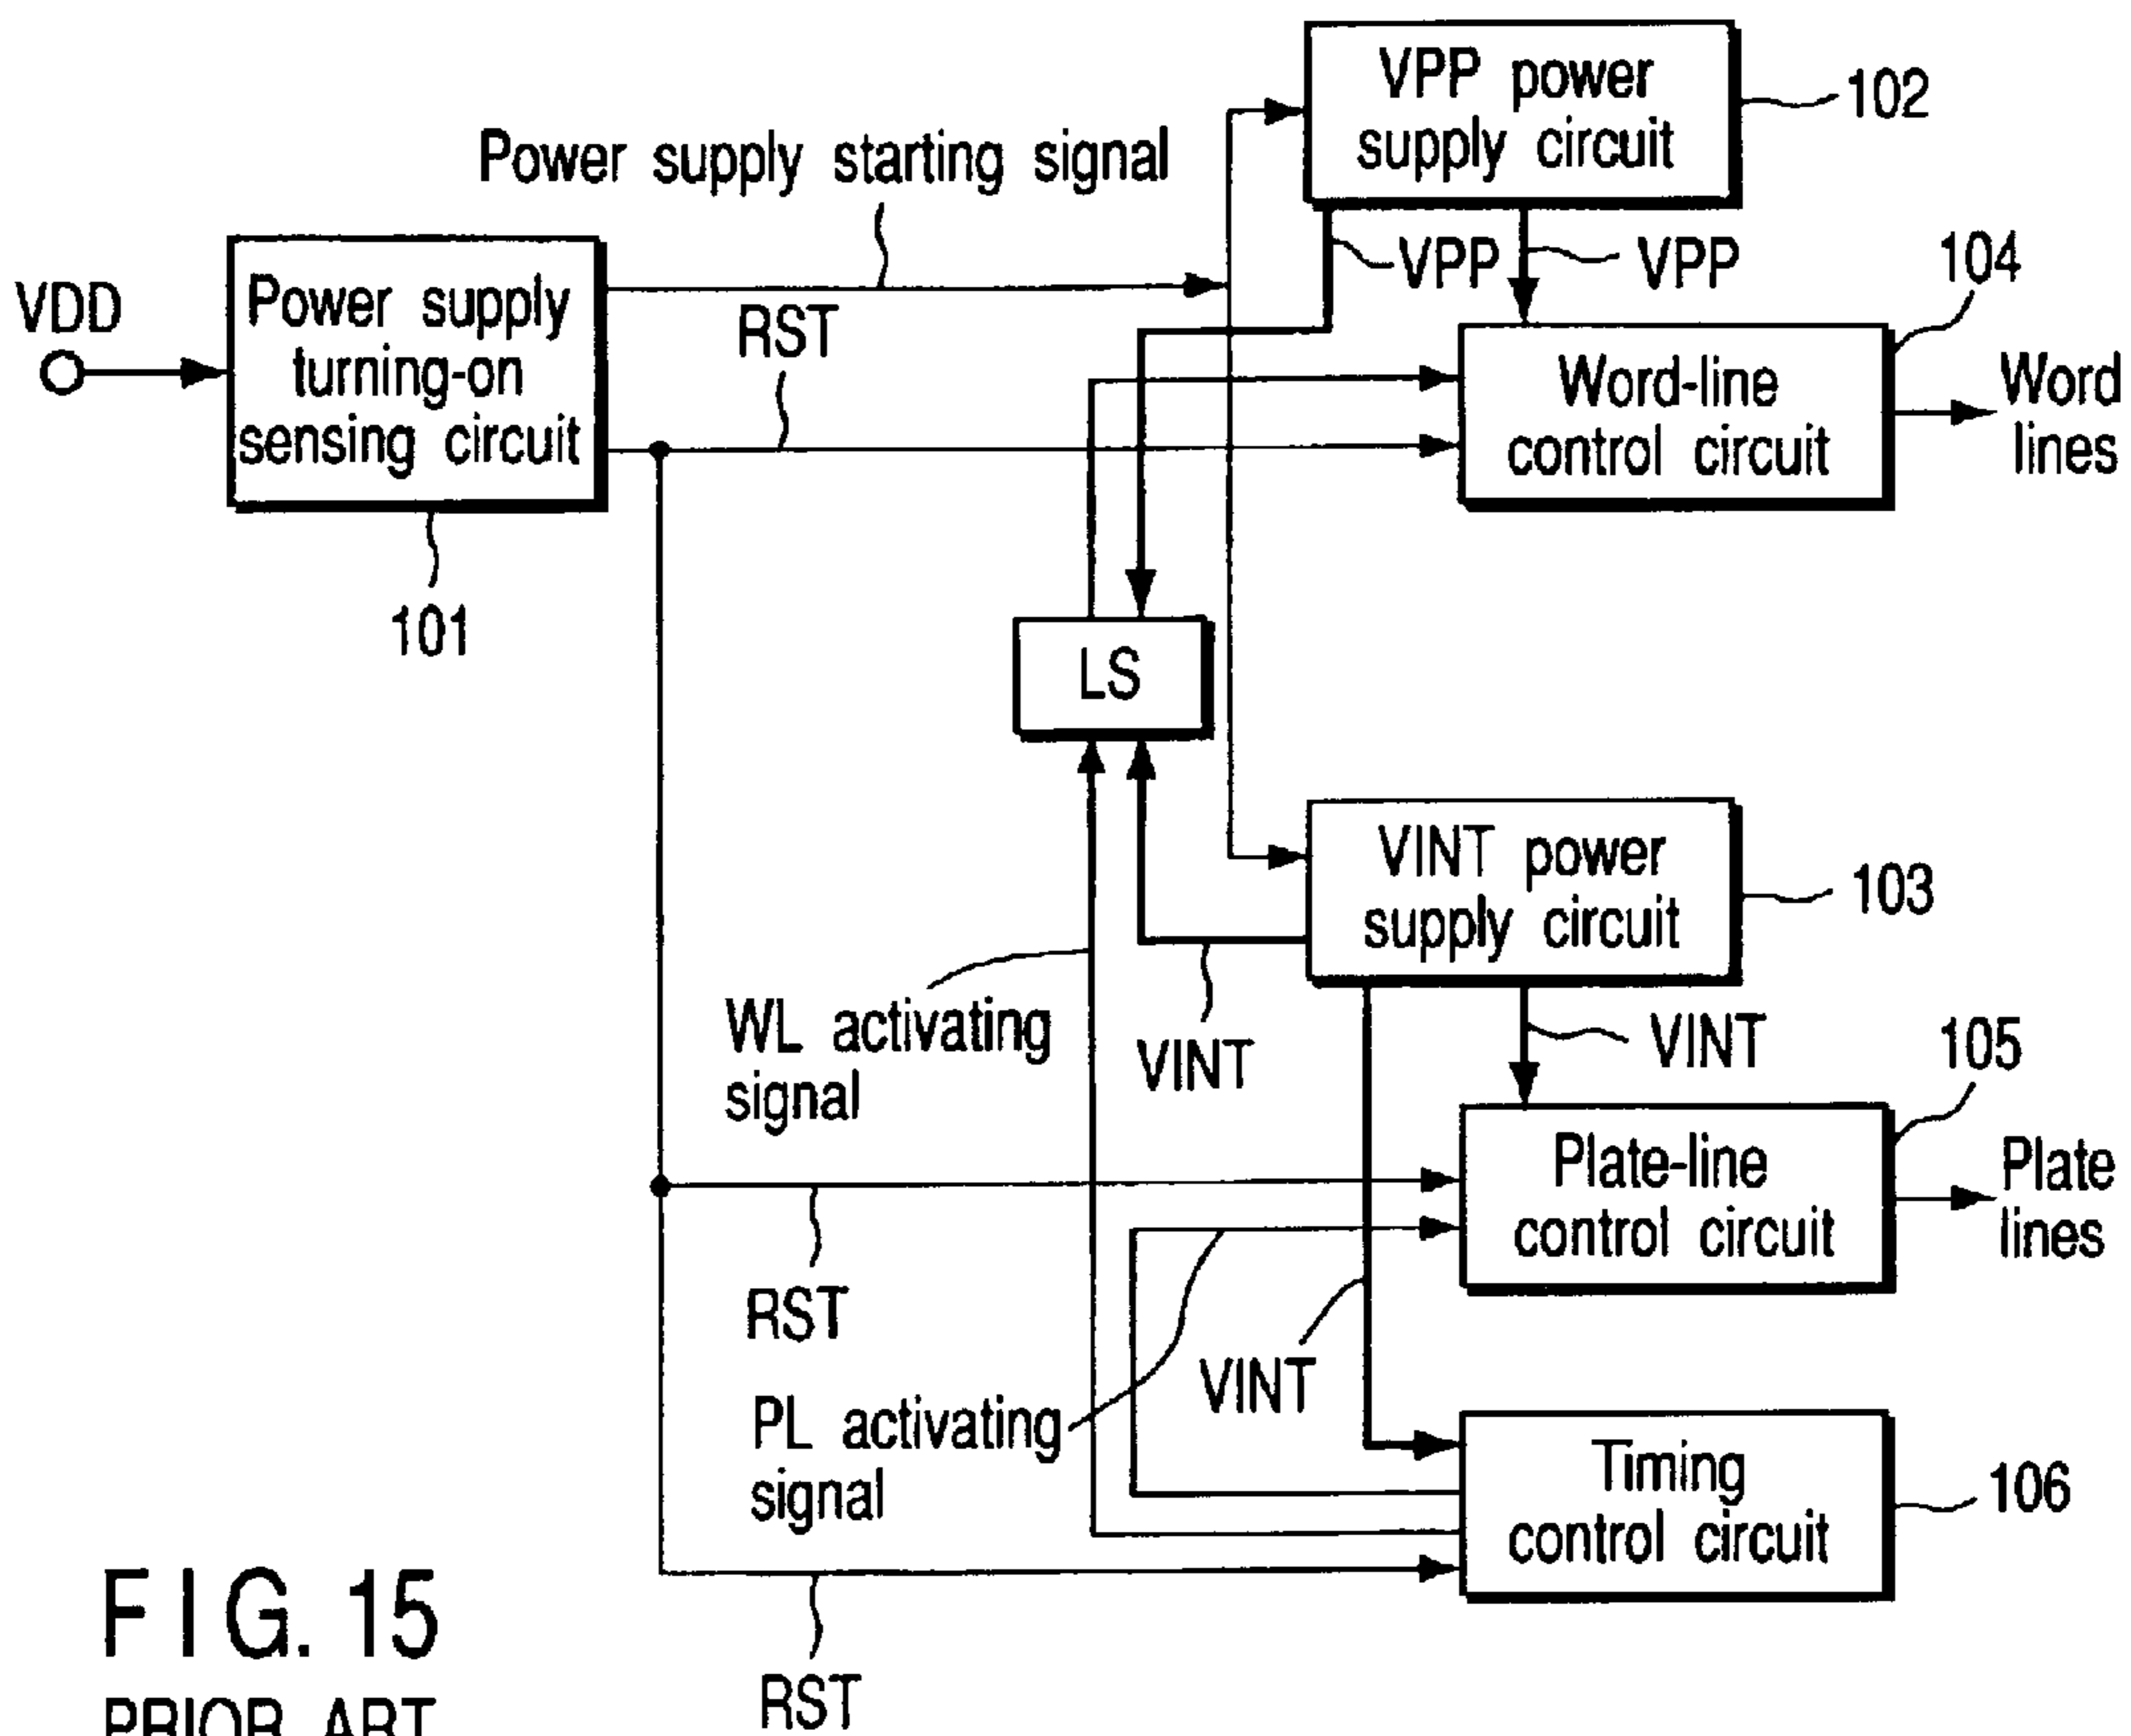 VPP power
supply circuit
102
Power supply starting signal
VPP
VPP
104
VDD
Power supply
turning-on
sensing circuit
RST
Word-line
control circuit
Word
lines
101
LS
VINT power
supply circuit
103
WL activating
signal
VINT
VINT
105
Plate-line
control circuit
Plate
lines
RST
VINT
PL activating
signal
Timing
control circuit
106
FIG. 15
PRIOR ART
RST